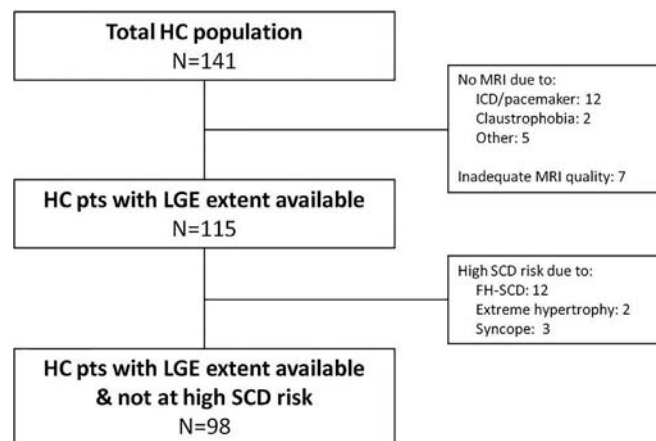 Total HC population
N=141
No MRI due to:
ICD/pacemaker: 12
Claustrophobia: 2
Other: 5
Inadequate MRI quality: 7
HC pts with LGE extent available
N=115
High SCD risk due to:
FH-SCD: 12
Extreme hypertrophy: 2
Syncope: 3
HC pts with LGE extent available
& not at high SCD risk
N=98